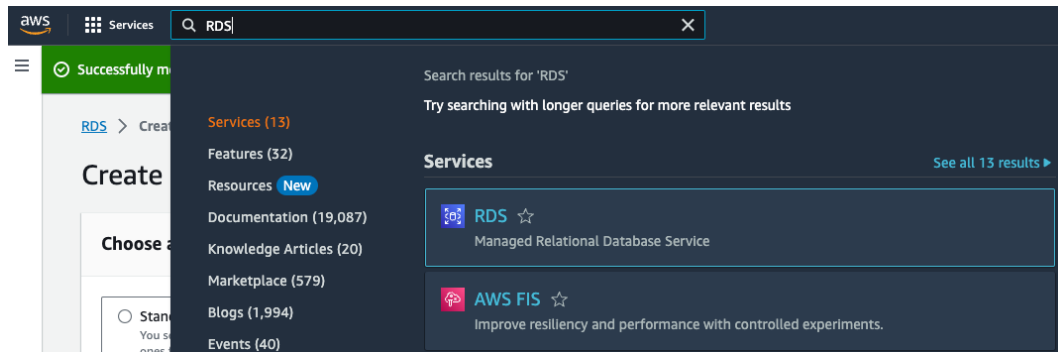 aws
Services
RDS
Successfully m
RDS > Creat
Create
Choose a
Stan
You se
Services (13)
Features (32)
Resources New
Documentation (19,087)
Knowledge Articles (20)
Marketplace (579)
Blogs (1,994)
Events (40)
Search results for 'RDS'
Try searching with longer queries for more relevant results
Services
See all 13 results
RDS
Managed Relational Database Service
AWS FIS
Improve resiliency and performance with controlled experiments.